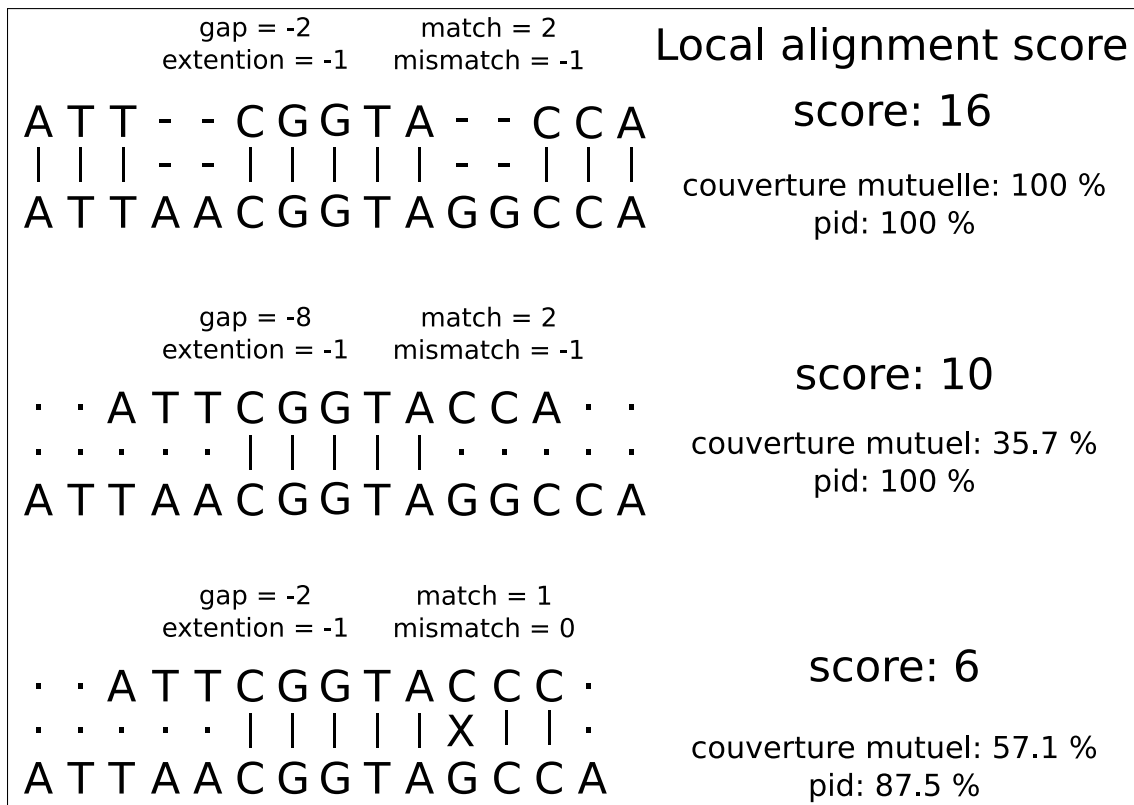 gap = -2 match = 2
extention = -1 mismatch = -1
Local alignment score
score: 16
A T T - - C G G T A - - C C A
| | | - - | | | | | - - | | |
A T T A A C G G T A G G C C A
couverture mutuelle: 100 %
pid: 100 %
gap = -8 match = 2
extention = -1 mismatch = -1
score: 10
· · A T T C G G T A C C A · ·
· · · · · | | | | | · · · · ·
A T T A A C G G T A G G C C A
couverture mutuel: 35.7 %
pid: 100 %
gap = -2 match = 1
extention = -1 mismatch = 0
score: 6
· · A T T C G G T A C C C ·
· · · · · | | | | | X | | ·
A T T A A C G G T A G C C A
couverture mutuel: 57.1 %
pid: 87.5 %